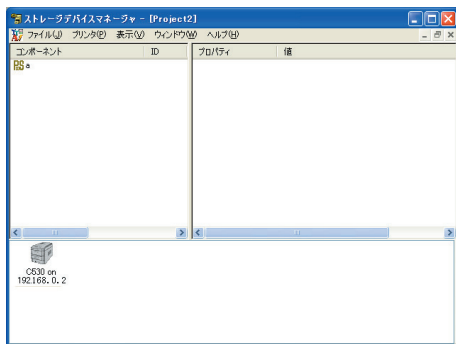 ストレージデバイスマネージャ - [Project2]
ファイル(J) プリンタ(P) 表示(V) ウィンドウ(W) ヘルプ(H)
コンポーネント ID プロパティ 値
PS a
C530 on
192.168.0.2